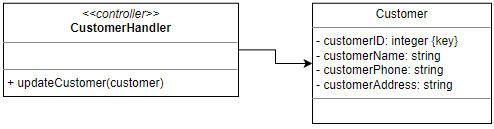 <<controller>>
CustomerHandler
+ updateCustomer(customer)
Customer
- customerID: integer {key}
- customerName: string
- customerPhone: string
- customerAddress: string